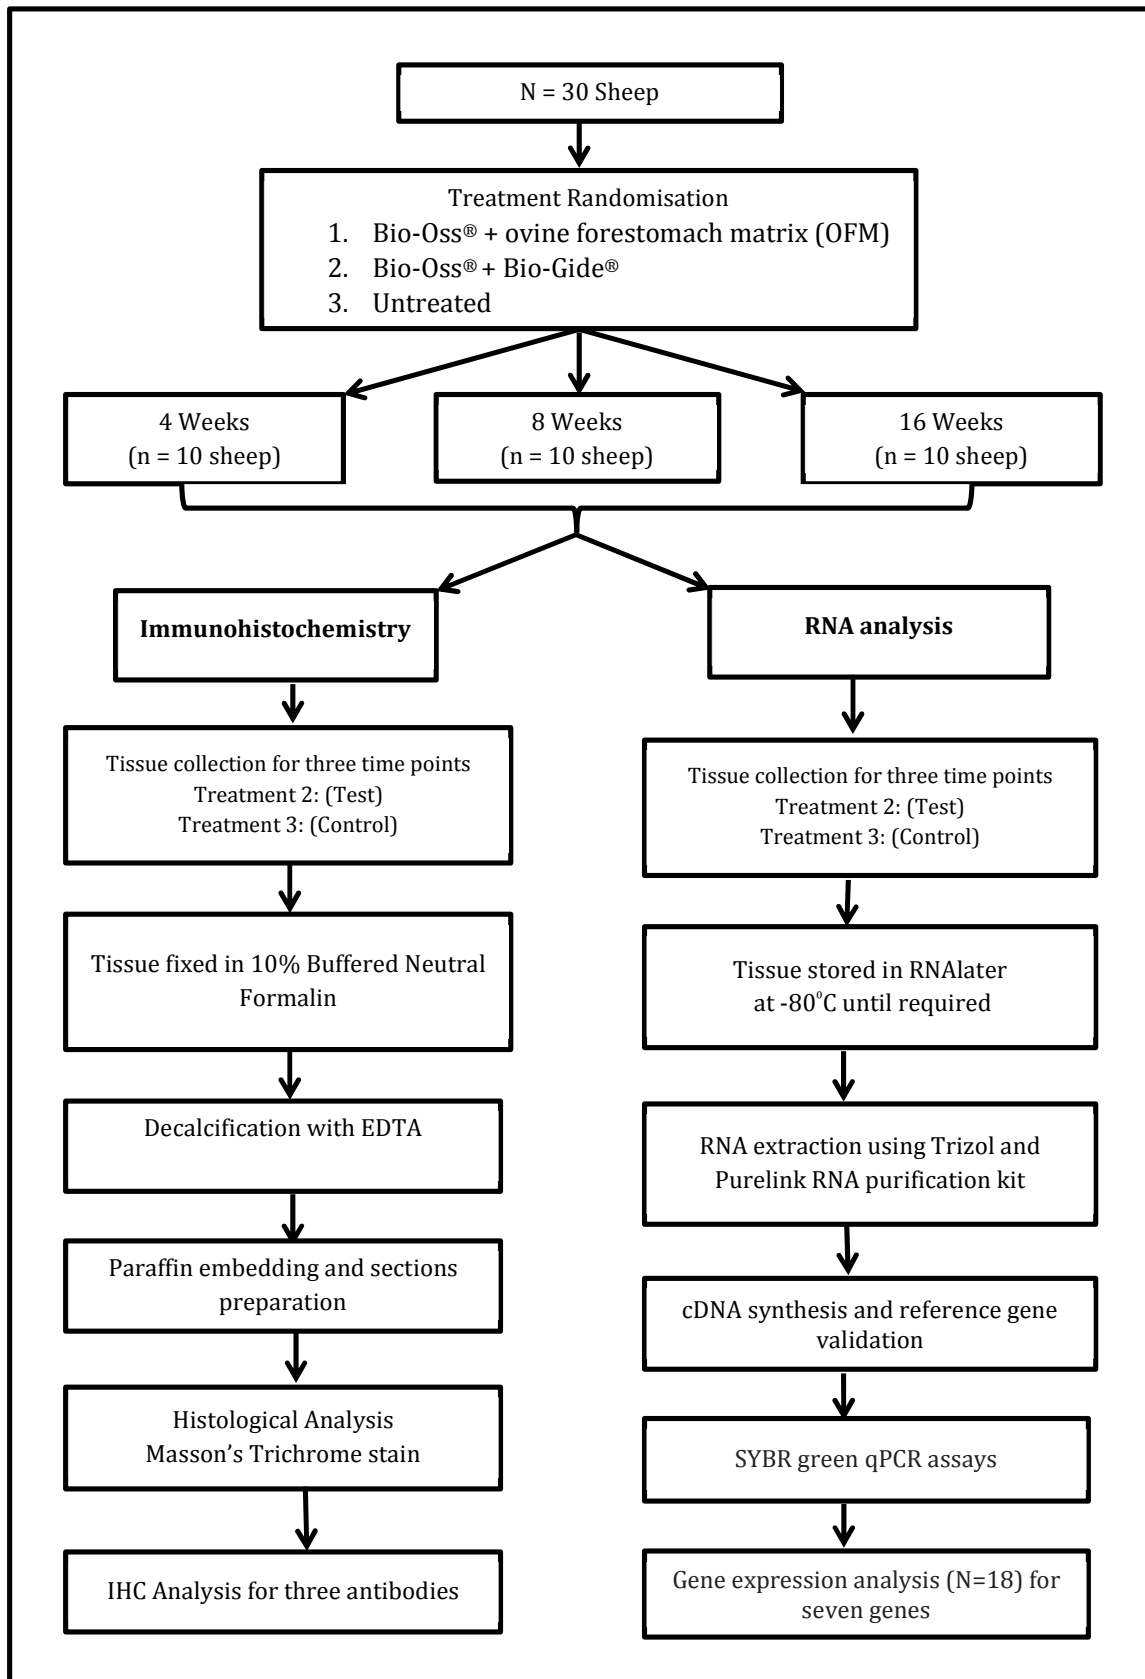 N = 30 Sheep
Treatment Randomisation
1. Bio-Oss® + ovine forestomach matrix (OFM)
2. Bio-Oss® + Bio-Gide®
3. Untreated
4 Weeks
(n = 10 sheep)
8 Weeks
(n = 10 sheep)
16 Weeks
(n = 10 sheep)
Immunohistochemistry
Tissue collection for three time points
Treatment 2: (Test)
Treatment 3: (Control)
Tissue fixed in 10% Buffered Neutral
Formalin
Decalcification with EDTA
Paraffin embedding and sections
preparation
Histological Analysis
Masson’s Trichrome stain
IHC Analysis for three antibodies
RNA analysis
Tissue collection for three time points
Treatment 2: (Test)
Treatment 3: (Control)
Tissue stored in RNAlater
at -80⁰C until required
RNA extraction using Trizol and
Purelink RNA purification kit
cDNA synthesis and reference gene
validation
SYBR green qPCR assays
Gene expression analysis (N=18) for
seven genes